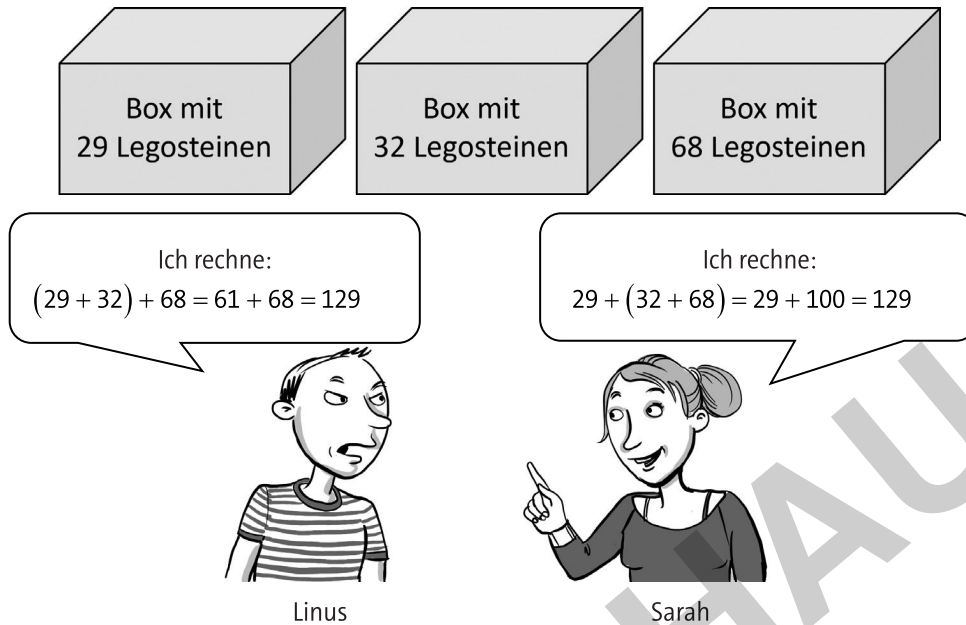 Box mit
29 Legosteinen
Box mit
32 Legosteinen
Box mit
68 Legosteinen
Ich rechne:
(29 + 32) + 68 = 61 + 68 = 129
Ich rechne:
29 + (32 + 68) = 29 + 100 = 129
Linus
Sarah
HAU